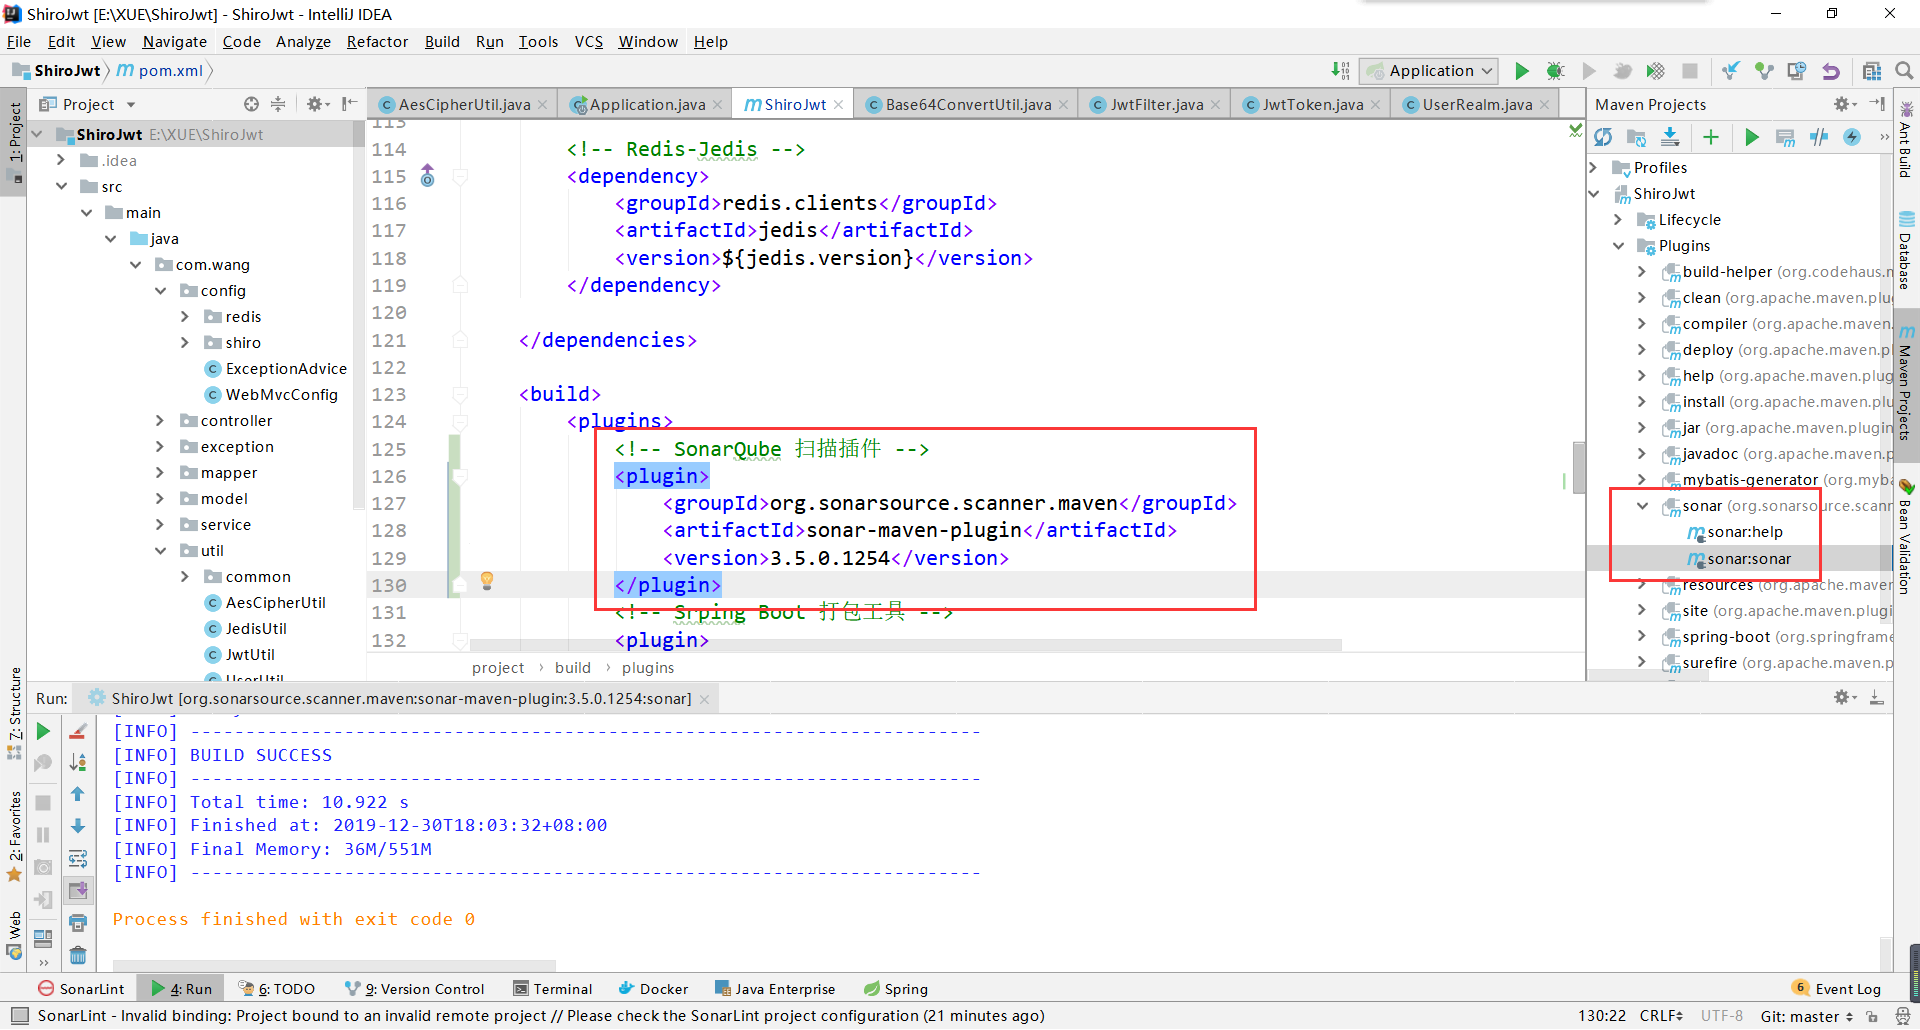 ShiroJwt [E:\XUE\ShiroJwt] - ShiroJwt - IntelliJ IDEA
File Edit View Navigate Code Analyze Refactor Build Run Tools VCS Window Help
ShiroJwt pom.xml
Application
1: Project
7: Structure
2: Favorites
Web
Project
ShiroJwt E:\XUE\ShiroJwt
.idea
src
main
java
com.wang
config
redis
shiro
ExceptionAdvice
WebMvcConfig
controller
exception
mapper
model
service
util
common
AesCipherUtil
JedisUtil
JwtUtil
UserUtil
AesCipherUtil.java Application.java ShiroJwt Base64ConvertUtil.java JwtFilter.java JwtToken.java UserRealm.java
113
114 <!-- Redis-Jedis -->
115 <dependency>
116 <groupId>redis.clients</groupId>
117 <artifactId>jedis</artifactId>
118 <version>${jedis.version}</version>
119 </dependency>
120
121 </dependencies>
122
123 <build>
124 <plugins>
125 <!-- SonarQube 扫描插件 -->
126 <plugin>
127 <groupId>org.sonarsource.scanner.maven</groupId>
128 <artifactId>sonar-maven-plugin</artifactId>
129 <version>3.5.0.1254</version>
130 </plugin>
131 <!-- Srping Boot 打包工具 -->
132 <plugin>
project › build › plugins
Maven Projects
Profiles
ShiroJwt
Lifecycle
Plugins
build-helper (org.codehaus.m
clean (org.apache.maven.plu
compiler (org.apache.maven.
deploy (org.apache.maven.pl
help (org.apache.maven.plug
install (org.apache.maven.plu
jar (org.apache.maven.plugin
javadoc (org.apache.maven.p
mybatis-generator (org.myba
sonar (org.sonarsource.scanr
sonar:help
sonar:sonar
resources (org.apache.maven
site (org.apache.maven.plugi
spring-boot (org.springframe
surefire (org.apache.maven.p
Ant Build
Database
Maven Projects
Bean Validation
Run: ShiroJwt [org.sonarsource.scanner.maven:sonar-maven-plugin:3.5.0.1254:sonar]
[INFO] ------------------------------------------------------------------------
[INFO] BUILD SUCCESS
[INFO] ------------------------------------------------------------------------
[INFO] Total time: 10.922 s
[INFO] Finished at: 2019-12-30T18:03:32+08:00
[INFO] Final Memory: 36M/551M
[INFO] ------------------------------------------------------------------------
Process finished with exit code 0
SonarLint 4: Run 6: TODO 9: Version Control Terminal Docker Java Enterprise Spring 6 Event Log
SonarLint - Invalid binding: Project bound to an invalid remote project // Please check the SonarLint project configuration (21 minutes ago) 130:22 CRLF UTF-8 Git: master